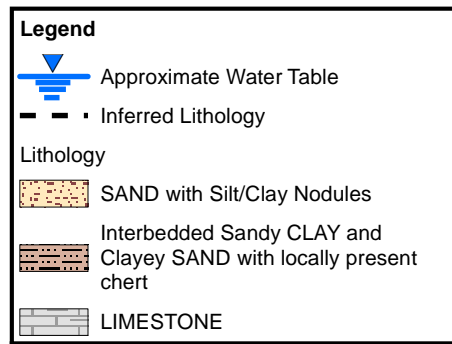 Legend
Approximate Water Table
Inferred Lithology
Lithology
SAND with Silt/Clay Nodules
Interbedded Sandy CLAY and
Clayey SAND with locally present
chert
LIMESTONE